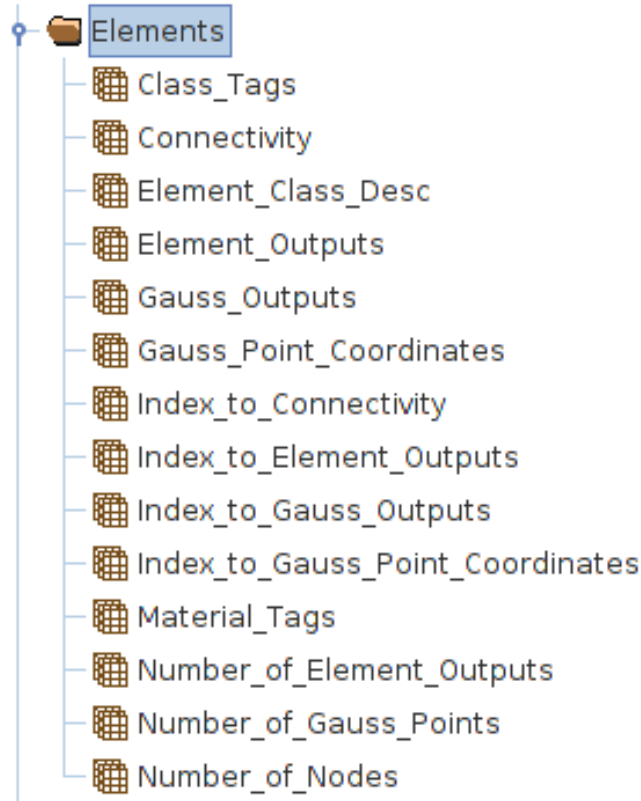 Elements
Class_Tags
Connectivity
Element_Class_Desc
Element_Outputs
Gauss_Outputs
Gauss_Point_Coordinates
Index_to_Connectivity
Index_to_Element_Outputs
Index_to_Gauss_Outputs
Index_to_Gauss_Point_Coordinates
Material_Tags
Number_of_Element_Outputs
Number_of_Gauss_Points
Number_of_Nodes